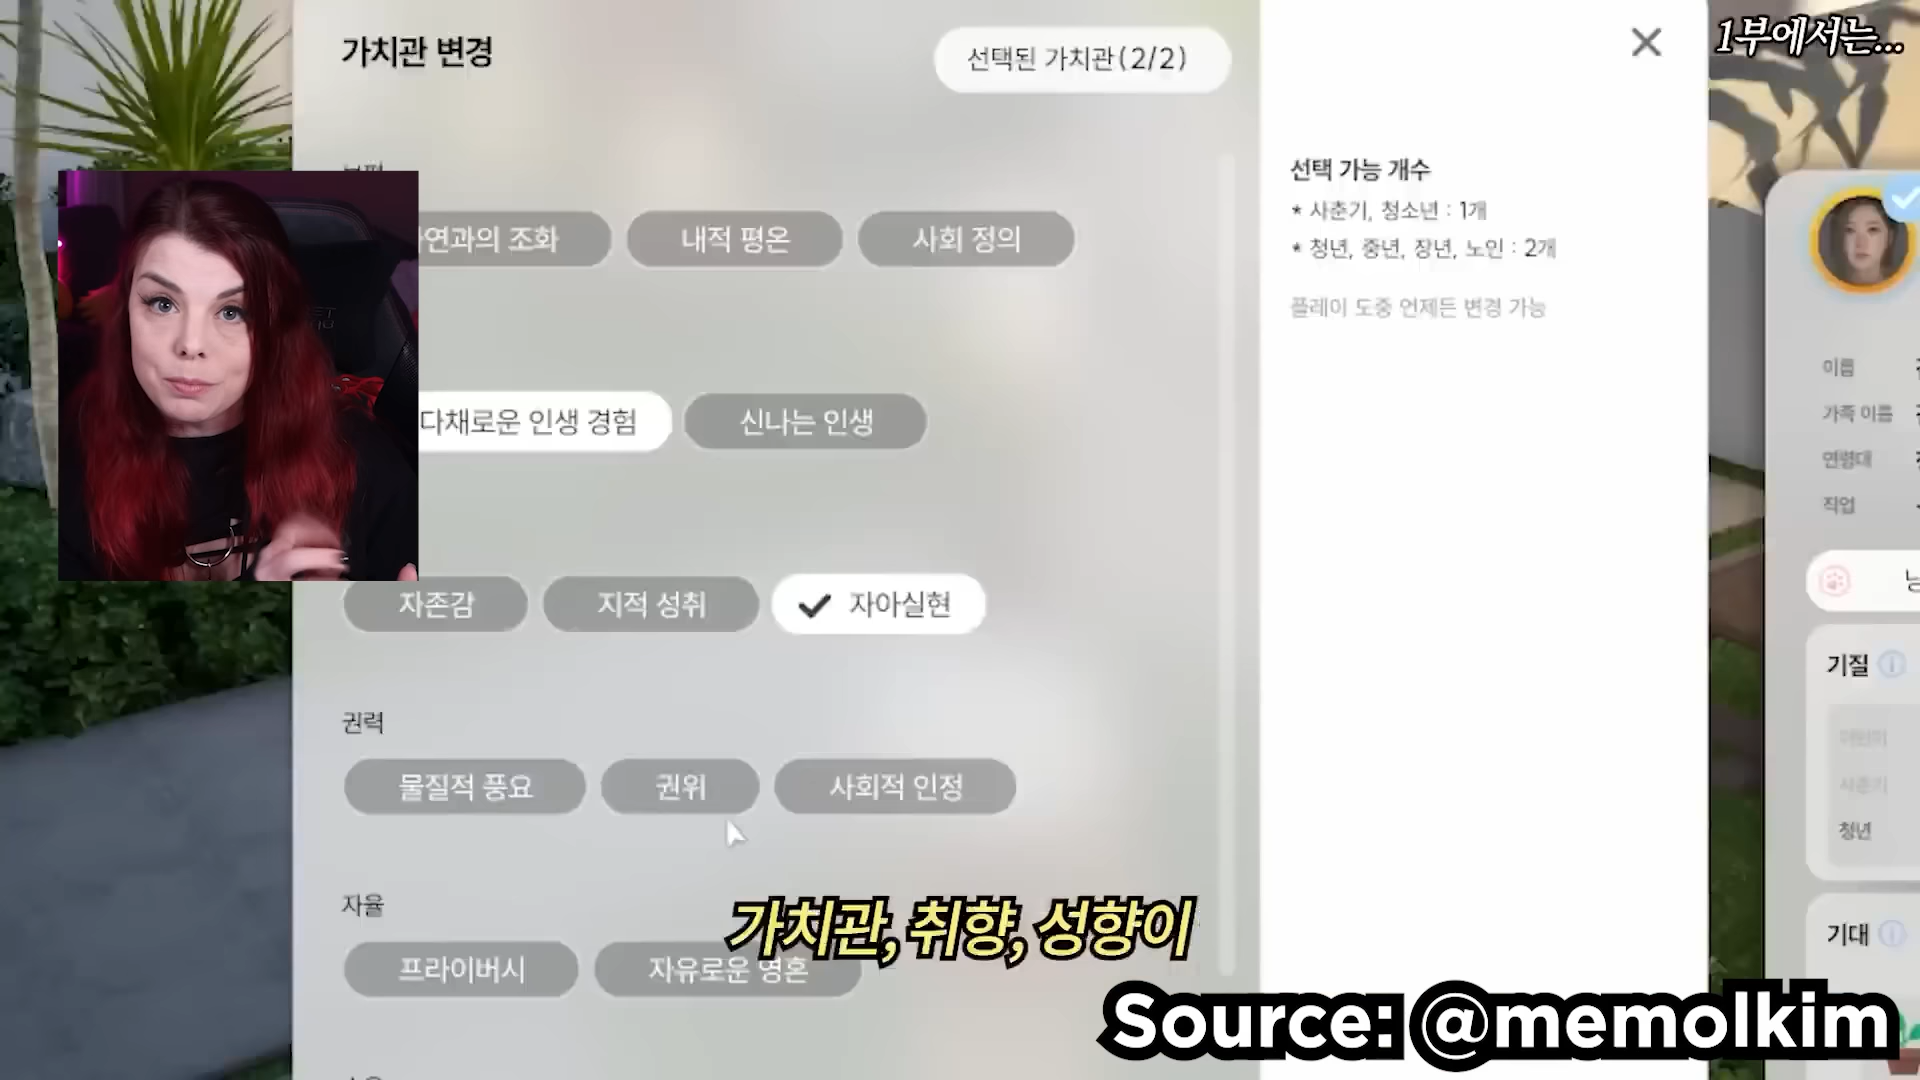 가치관 변경
선택된 가치관(2/2)
1부에서는...
선택 가능 개수
* 사춘기, 청소년 : 1개
* 청년, 중년, 장년, 노인 : 2개
플레이 도중 언제든 변경 가능
연과의 조화
내적 평온
사회 정의
다채로운 인생 경험
신나는 인생
자존감
지적 성취
자아실현
권력
물질적 풍요
권위
사회적 인정
자율
프라이버시
자유로운 영혼
이름
가족 이름
연령대
직업
기질
사춘기
청년
기대
가치관, 취향, 성향이
Source: @memolkim